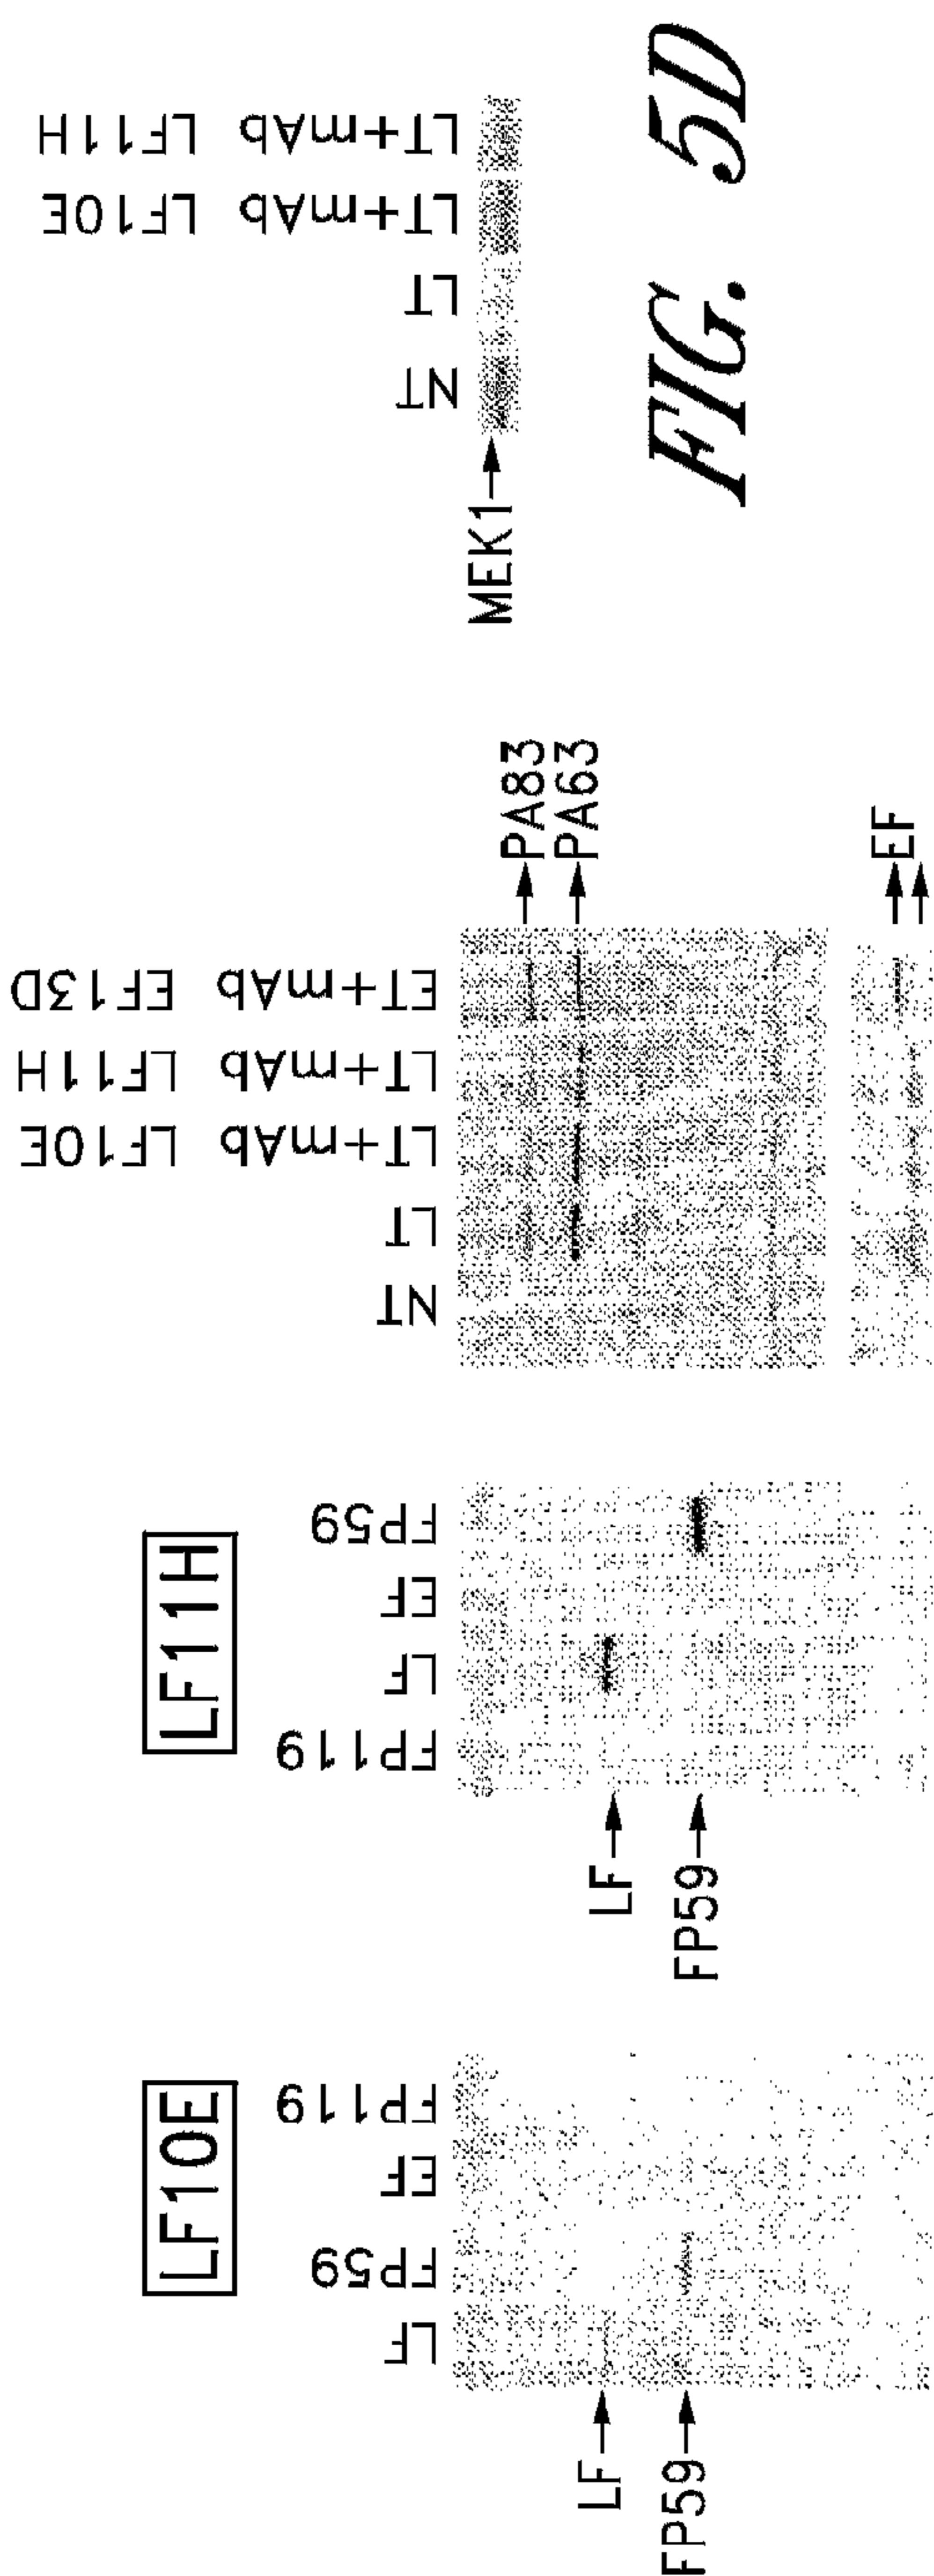 LF10E
LF
FP59
EF
FP119
LF
FP59
LF11H
FP119
LF
EF
FP59
LF
FP59
NT
LT
LT+mAb LF10E
LT+mAb LF11H
ET+mAb EF13D
PA83
PA63
EF
NT
LT
LT+mAb LF10E
LT+mAb LF11H
MEK1
FIG. 5D